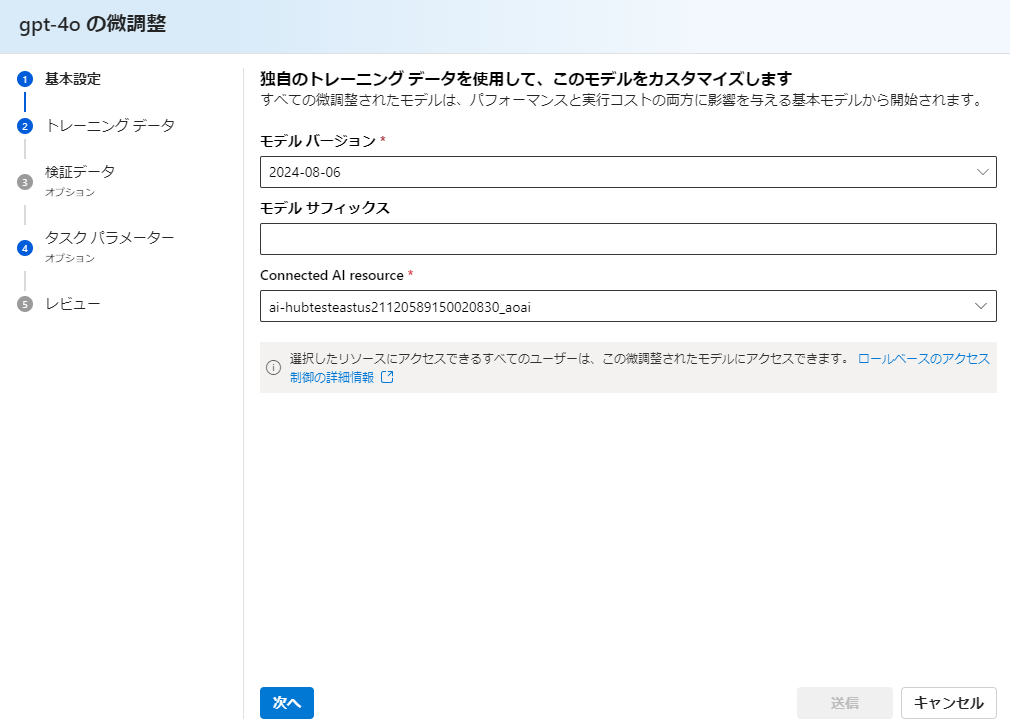 gpt-4o の微調整
1 基本設定
2 トレーニング データ
3 検証データ
オプション
4 タスク パラメーター
オプション
5 レビュー
独自のトレーニング データを使用して、このモデルをカスタマイズします
すべての微調整されたモデルは、パフォーマンスと実行コストの両方に影響を与える基本モデルから開始されます。
モデル バージョン *
2024-08-06
モデル サフィックス
Connected AI resource *
ai-hubtesteastus21120589150020830_aoai
選択したリソースにアクセスできるすべてのユーザーは、この微調整されたモデルにアクセスできます。 ロールベースのアクセス
制御の詳細情報
次へ
送信
キャンセル